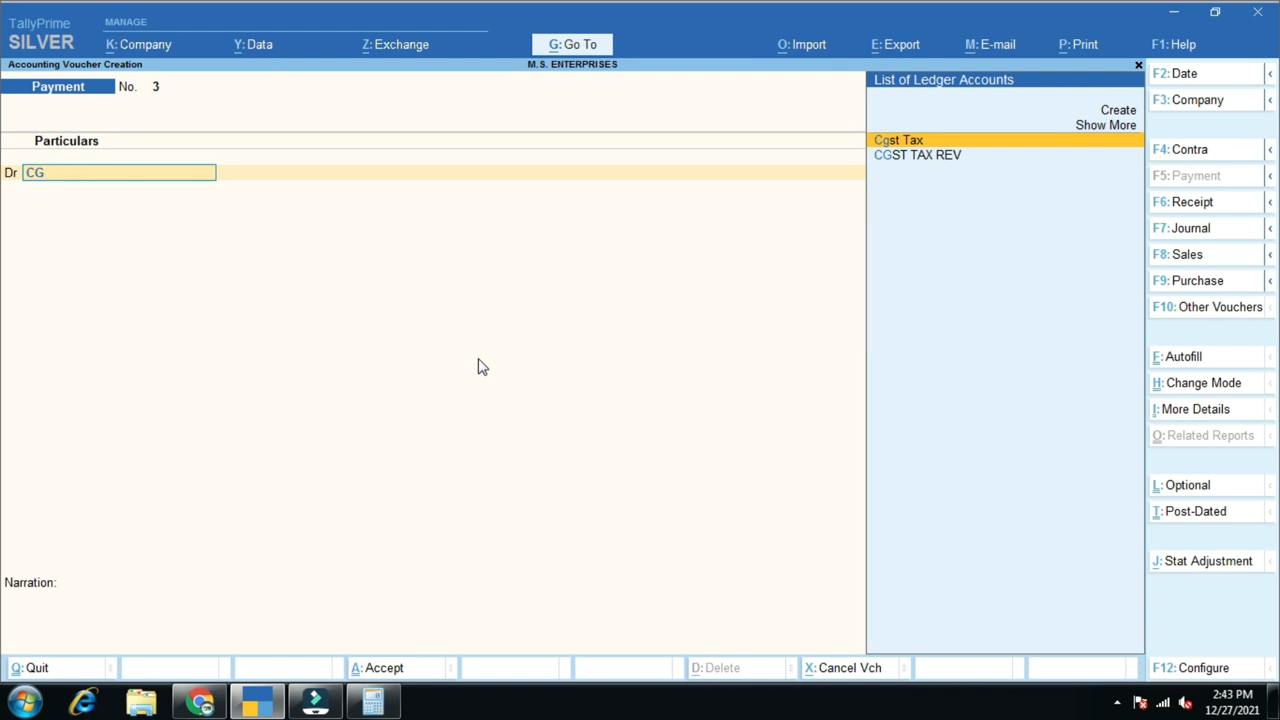 TallyPrime
SILVER
MANAGE
K: Company
Y: Data
Z: Exchange
G: Go To
O: Import
E: Export
M: E-mail
P: Print
F1: Help
Accounting Voucher Creation
M.S. ENTERPRISES
Payment No. 3
Particulars
Dr CG
Narration:
List of Ledger Accounts
Create
Show More
Cgst Tax
CGST TAX REV
F2: Date
F3: Company
F4: Contra
F5: Payment
F6: Receipt
F7: Journal
F8: Sales
F9: Purchase
F10: Other Vouchers
F: Autofill
H: Change Mode
I: More Details
O: Related Reports
L: Optional
T: Post-Dated
J: Stat Adjustment
Q: Quit
A: Accept
D: Delete
X: Cancel Vch
F12: Configure
2:43 PM
12/27/2021